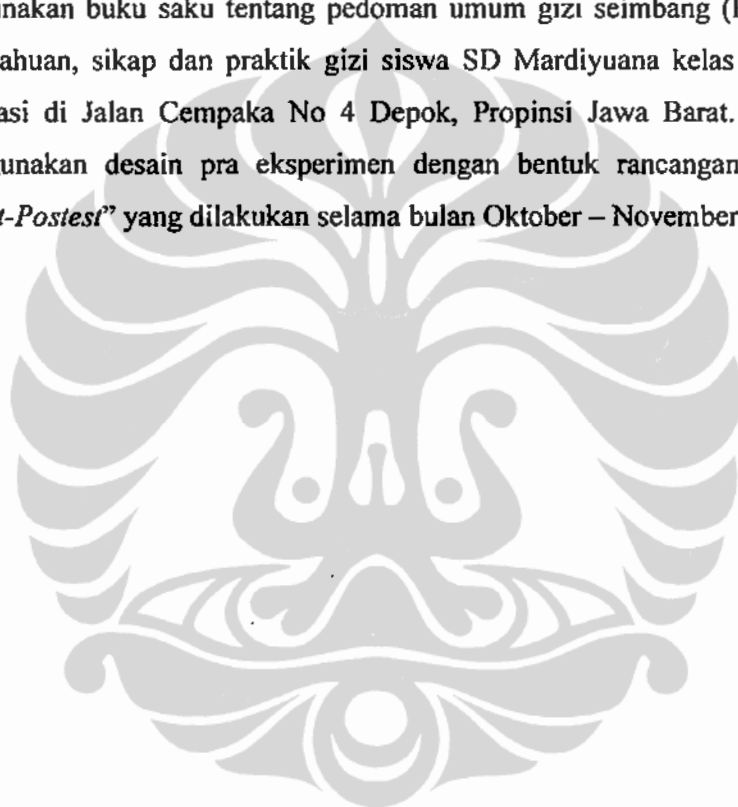 nakan buku saku tentang pedoman umum gizi seimbang
ahuan, sikap dan praktik gizi siswa SD Mardiyuana kelas
asi di Jalan Cempaka No 4 Depok, Propinsi Jawa Barat.
unakan desain pra eksperimen dengan bentuk rancangan
t-Postest” yang dilakukan selama bulan Oktober – November